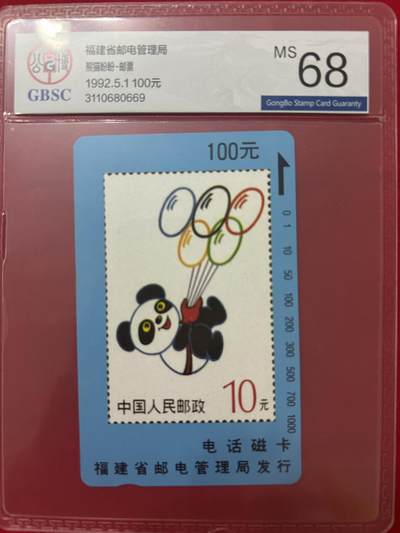 福建省邮电管理局
熊猫盼盼-邮票
1992.5.1 100元
3110680669
GBSC
MS 68
GongBo Stamp Card Guaranty
100元
0
1
10
50
100
200
300
500
700
1000
中国人民邮政
10元
电话磁卡
福建省邮电管理局发行